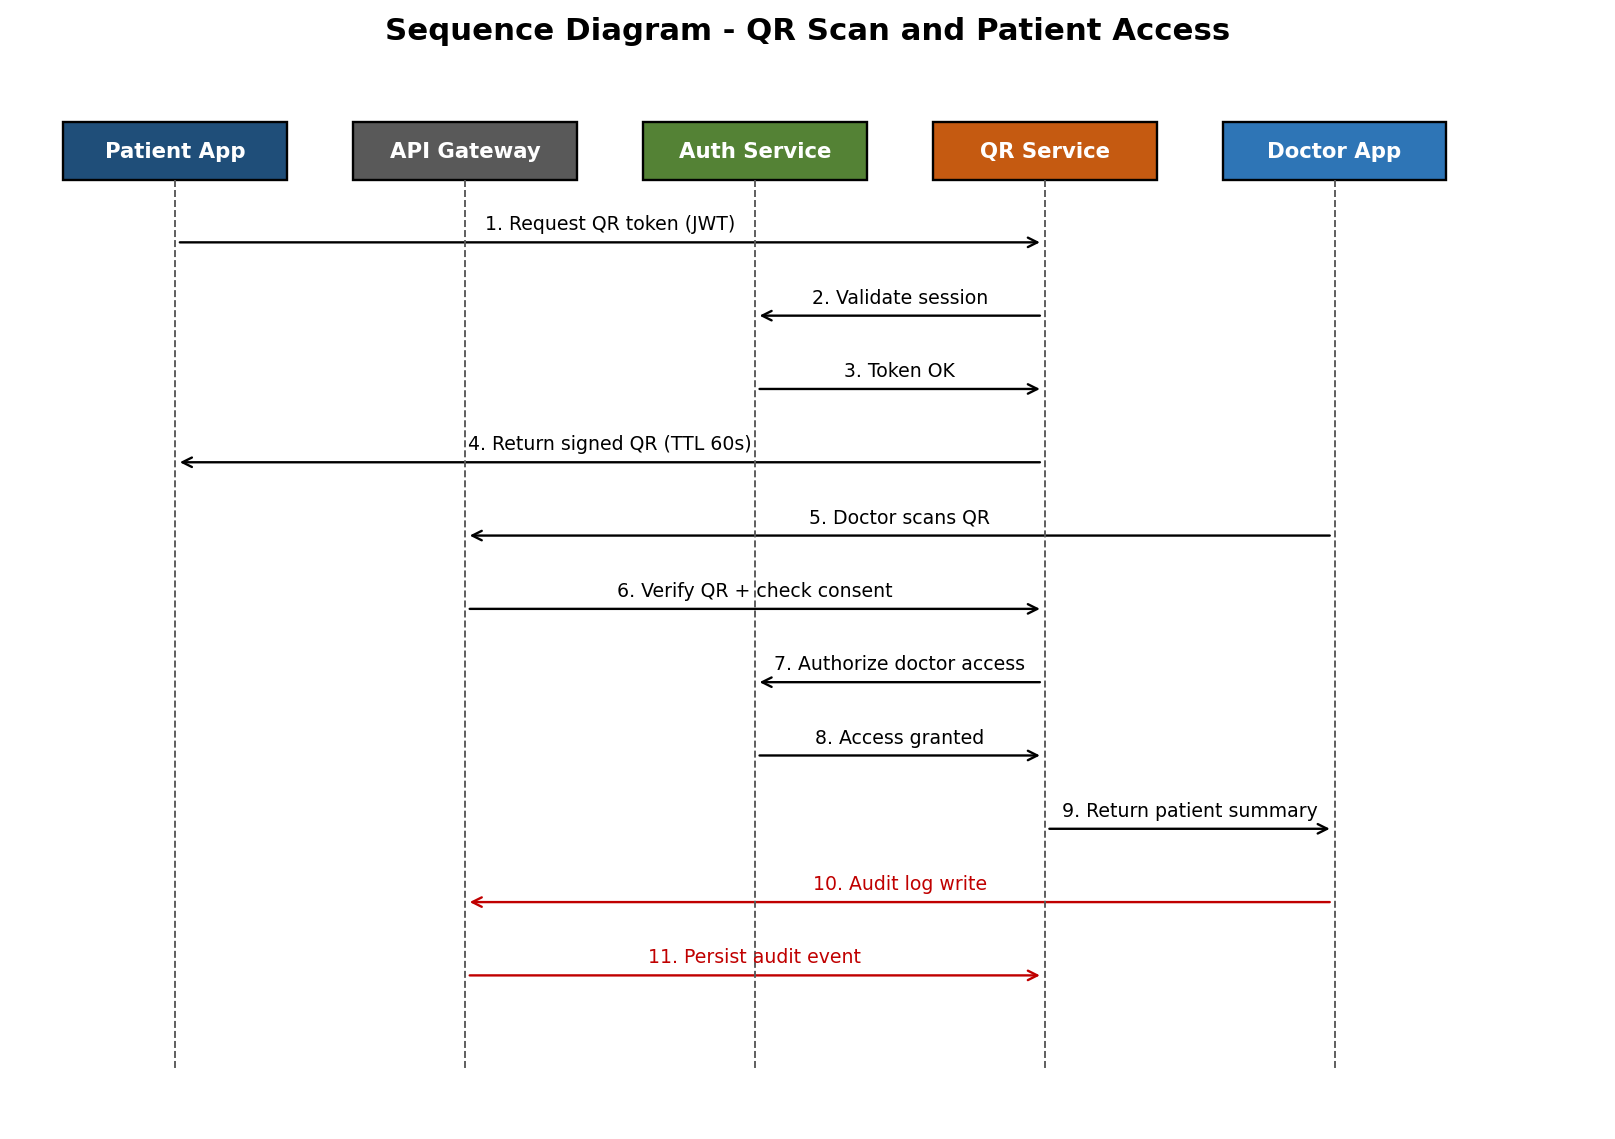 Sequence Diagram - QR Scan and Patient Access
Patient App
API Gateway
Auth Service
QR Service
Doctor App
1. Request QR token (JWT)
2. Validate session
3. Token OK
4. Return signed QR (TTL 60s)
5. Doctor scans QR
6. Verify QR + check consent
7. Authorize doctor access
8. Access granted
9. Return patient summary
10. Audit log write
11. Persist audit event